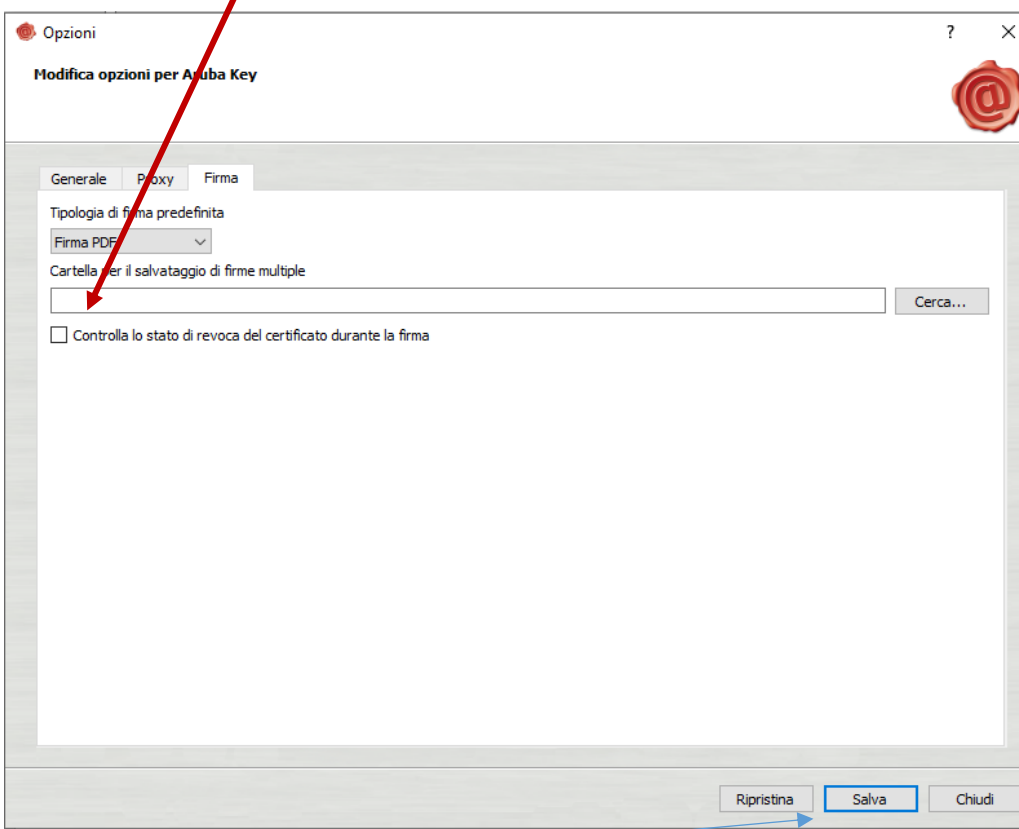 Opzioni
Modifica opzioni per Aruba Key
Generale Proxy Firma
Tipologia di firma predefinita
Firma PDF
Cartella per il salvataggio di firme multiple
Cerca...
Controlla lo stato di revoca del certificato durante la firma
Ripristina Salva Chiudi